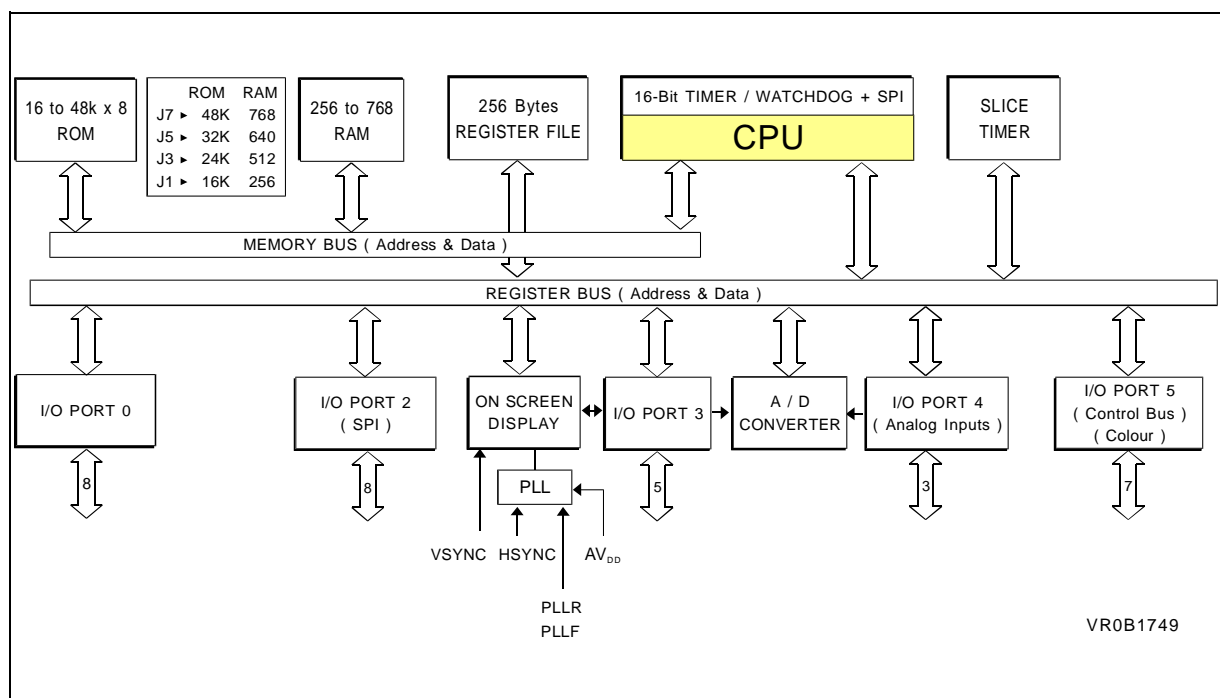 16 to 48k x 8
ROM
ROM RAM
J7 ► 48K 768
J5 ► 32K 640
J3 ► 24K 512
J1 ► 16K 256
256 to 768
RAM
256 Bytes
REGISTER FILE
16-Bit TIMER / WATCHDOG + SPI
CPU
SLICE
TIMER
MEMORY BUS ( Address & Data )
REGISTER BUS ( Address & Data )
I/O PORT 0
I/O PORT 2
( SPI )
ON SCREEN
DISPLAY
I/O PORT 3
A / D
CONVERTER
I/O PORT 4
( Analog Inputs )
I/O PORT 5
( Control Bus )
( Colour )
8
8
PLL
5
3
7
VSYNC HSYNC AVDD
PLLR
PLLF
VR0B1749